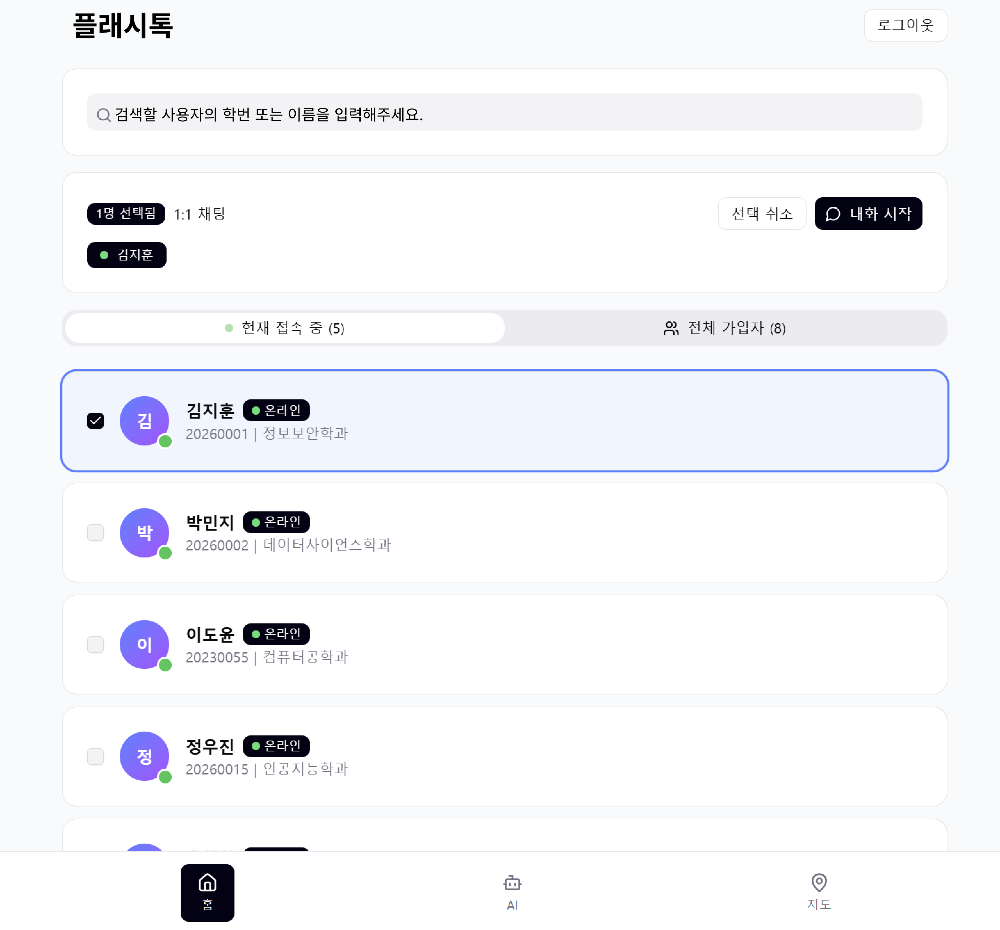 플래시톡
로그아웃
검색할 사용자의 학번 또는 이름을 입력해주세요.
1명 선택됨 1:1 채팅
선택 취소
대화 시작
김지훈
현재 접속 중 (5)
전체 가입자 (8)
김
김지훈 온라인
20260001 | 정보보안학과
박
박민지 온라인
20260002 | 데이터사이언스학과
이
이도윤 온라인
20230055 | 컴퓨터공학과
정
정우진 온라인
20260015 | 인공지능학과
홈
AI
지도